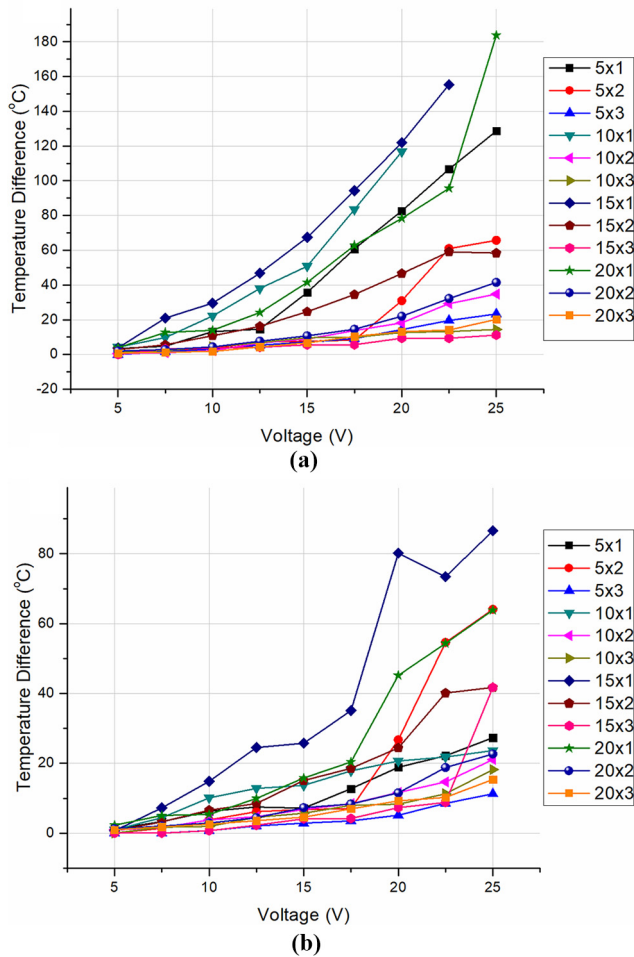 180
160
140
120
100
80
60
40
20
0
-20
Temperature Difference (°C)
5 10 15 20 25
Voltage (V)
5x1
5x2
5x3
10x1
10x2
10x3
15x1
15x2
15x3
20x1
20x2
20x3
(a)
80
60
40
20
0
Temperature Difference (°C)
5 10 15 20 25
Voltage (V)
5x1
5x2
5x3
10x1
10x2
10x3
15x1
15x2
15x3
20x1
20x2
20x3
(b)